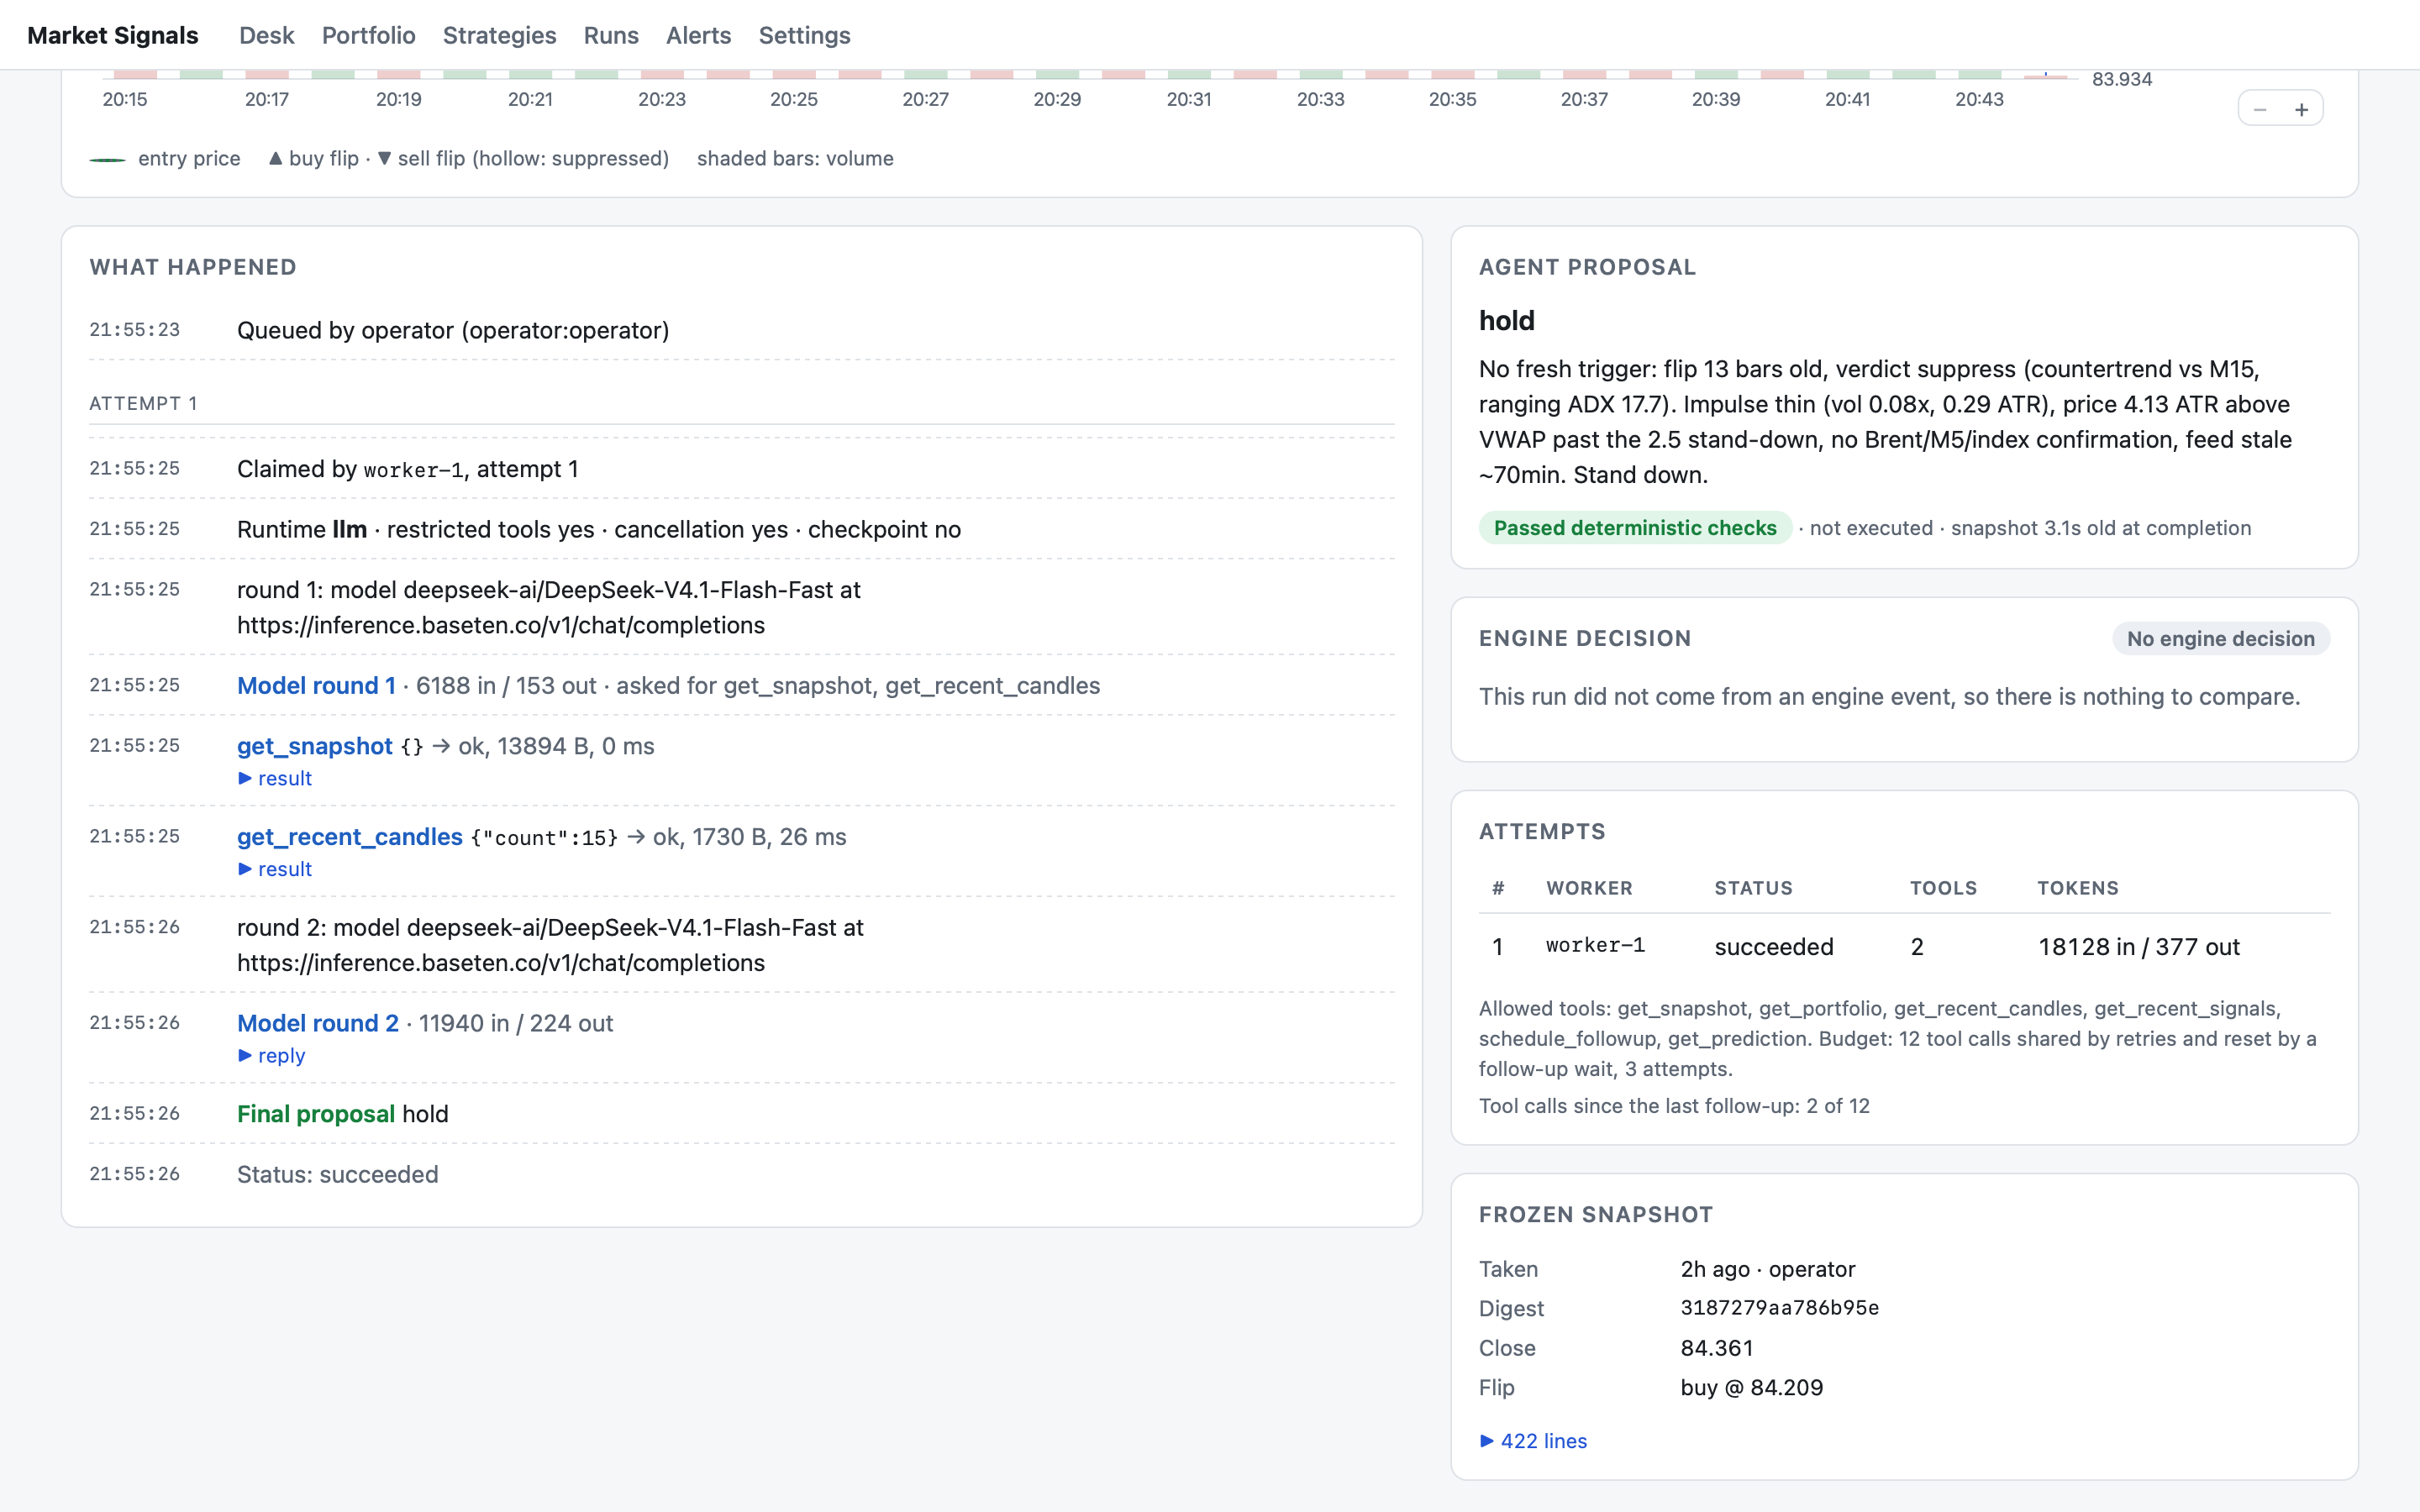 Market Signals Desk Portfolio Strategies Runs Alerts Settings
83.934
20:15 20:17 20:19 20:21 20:23 20:25 20:27 20:29 20:31 20:33 20:35 20:37 20:39 20:41 20:43
− +
entry price ▲ buy flip · ▼ sell flip (hollow: suppressed) shaded bars: volume
WHAT HAPPENED
21:55:23 Queued by operator (operator:operator)
ATTEMPT 1
21:55:25 Claimed by worker-1, attempt 1
21:55:25 Runtime llm · restricted tools yes · cancellation yes · checkpoint no
21:55:25 round 1: model deepseek-ai/DeepSeek-V4.1-Flash-Fast at
https://inference.baseten.co/v1/chat/completions
21:55:25 Model round 1 · 6188 in / 153 out · asked for get_snapshot, get_recent_candles
21:55:25 get_snapshot {} → ok, 13894 B, 0 ms
▶ result
21:55:25 get_recent_candles {"count":15} → ok, 1730 B, 26 ms
▶ result
21:55:26 round 2: model deepseek-ai/DeepSeek-V4.1-Flash-Fast at
https://inference.baseten.co/v1/chat/completions
21:55:26 Model round 2 · 11940 in / 224 out
▶ reply
21:55:26 Final proposal hold
21:55:26 Status: succeeded
AGENT PROPOSAL
hold
No fresh trigger: flip 13 bars old, verdict suppress (countertrend vs M15,
ranging ADX 17.7). Impulse thin (vol 0.08x, 0.29 ATR), price 4.13 ATR above
VWAP past the 2.5 stand-down, no Brent/M5/index confirmation, feed stale
~70min. Stand down.
Passed deterministic checks · not executed · snapshot 3.1s old at completion
ENGINE DECISION No engine decision
This run did not come from an engine event, so there is nothing to compare.
ATTEMPTS
# WORKER STATUS TOOLS TOKENS
1 worker-1 succeeded 2 18128 in / 377 out
Allowed tools: get_snapshot, get_portfolio, get_recent_candles, get_recent_signals,
schedule_followup, get_prediction. Budget: 12 tool calls shared by retries and reset by a
follow-up wait, 3 attempts.
Tool calls since the last follow-up: 2 of 12
FROZEN SNAPSHOT
Taken 2h ago · operator
Digest 3187279aa786b95e
Close 84.361
Flip buy @ 84.209
▶ 422 lines